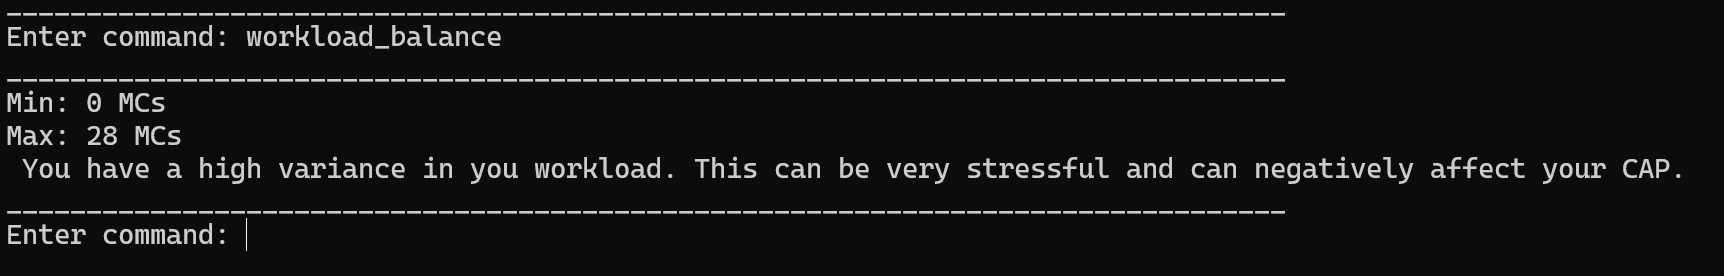 ________________________________________________________________________________
Enter command: workload_balance
________________________________________________________________________________
Min: 0 MCs
Max: 28 MCs
 You have a high variance in you workload. This can be very stressful and can negatively affect your CAP.
________________________________________________________________________________
Enter command: